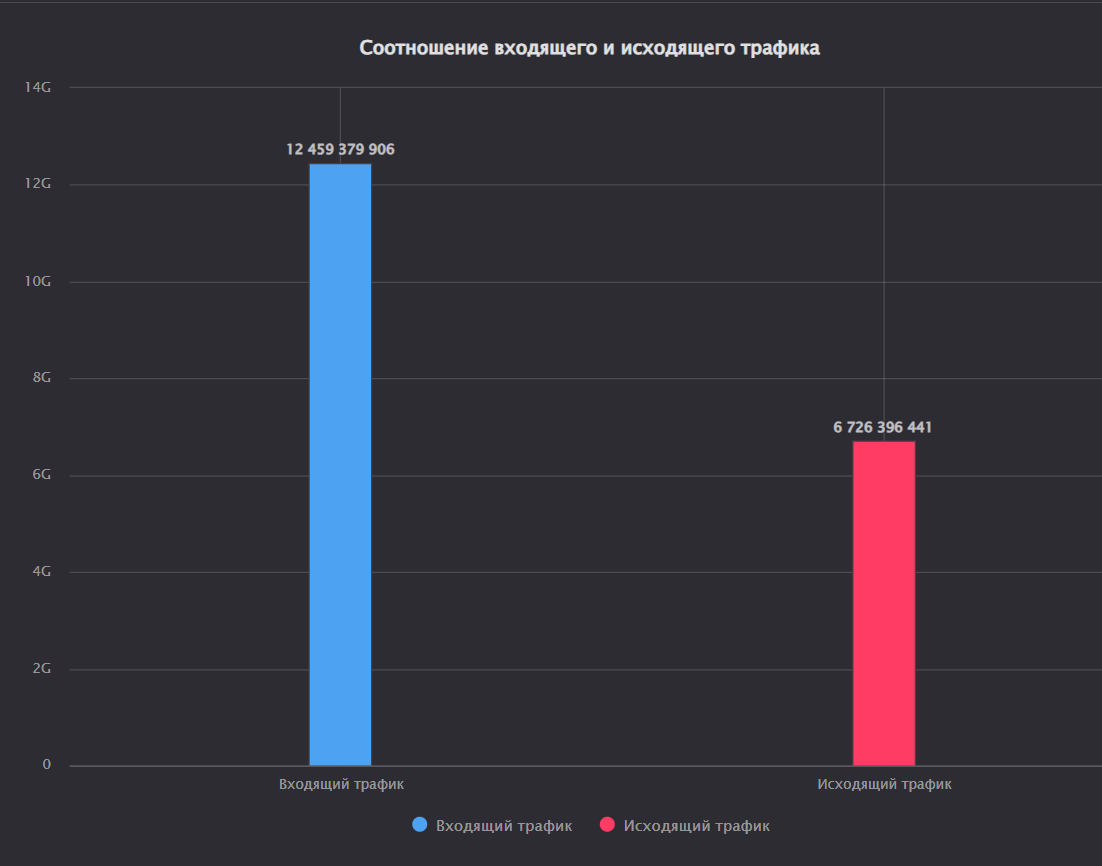 Соотношение входящего и исходящего трафика
14G
12 459 379 906
12G
10G
8G
6 726 396 441
6G
4G
2G
0
Входящий трафик Исходящий трафик
Входящий трафик Исходящий трафик